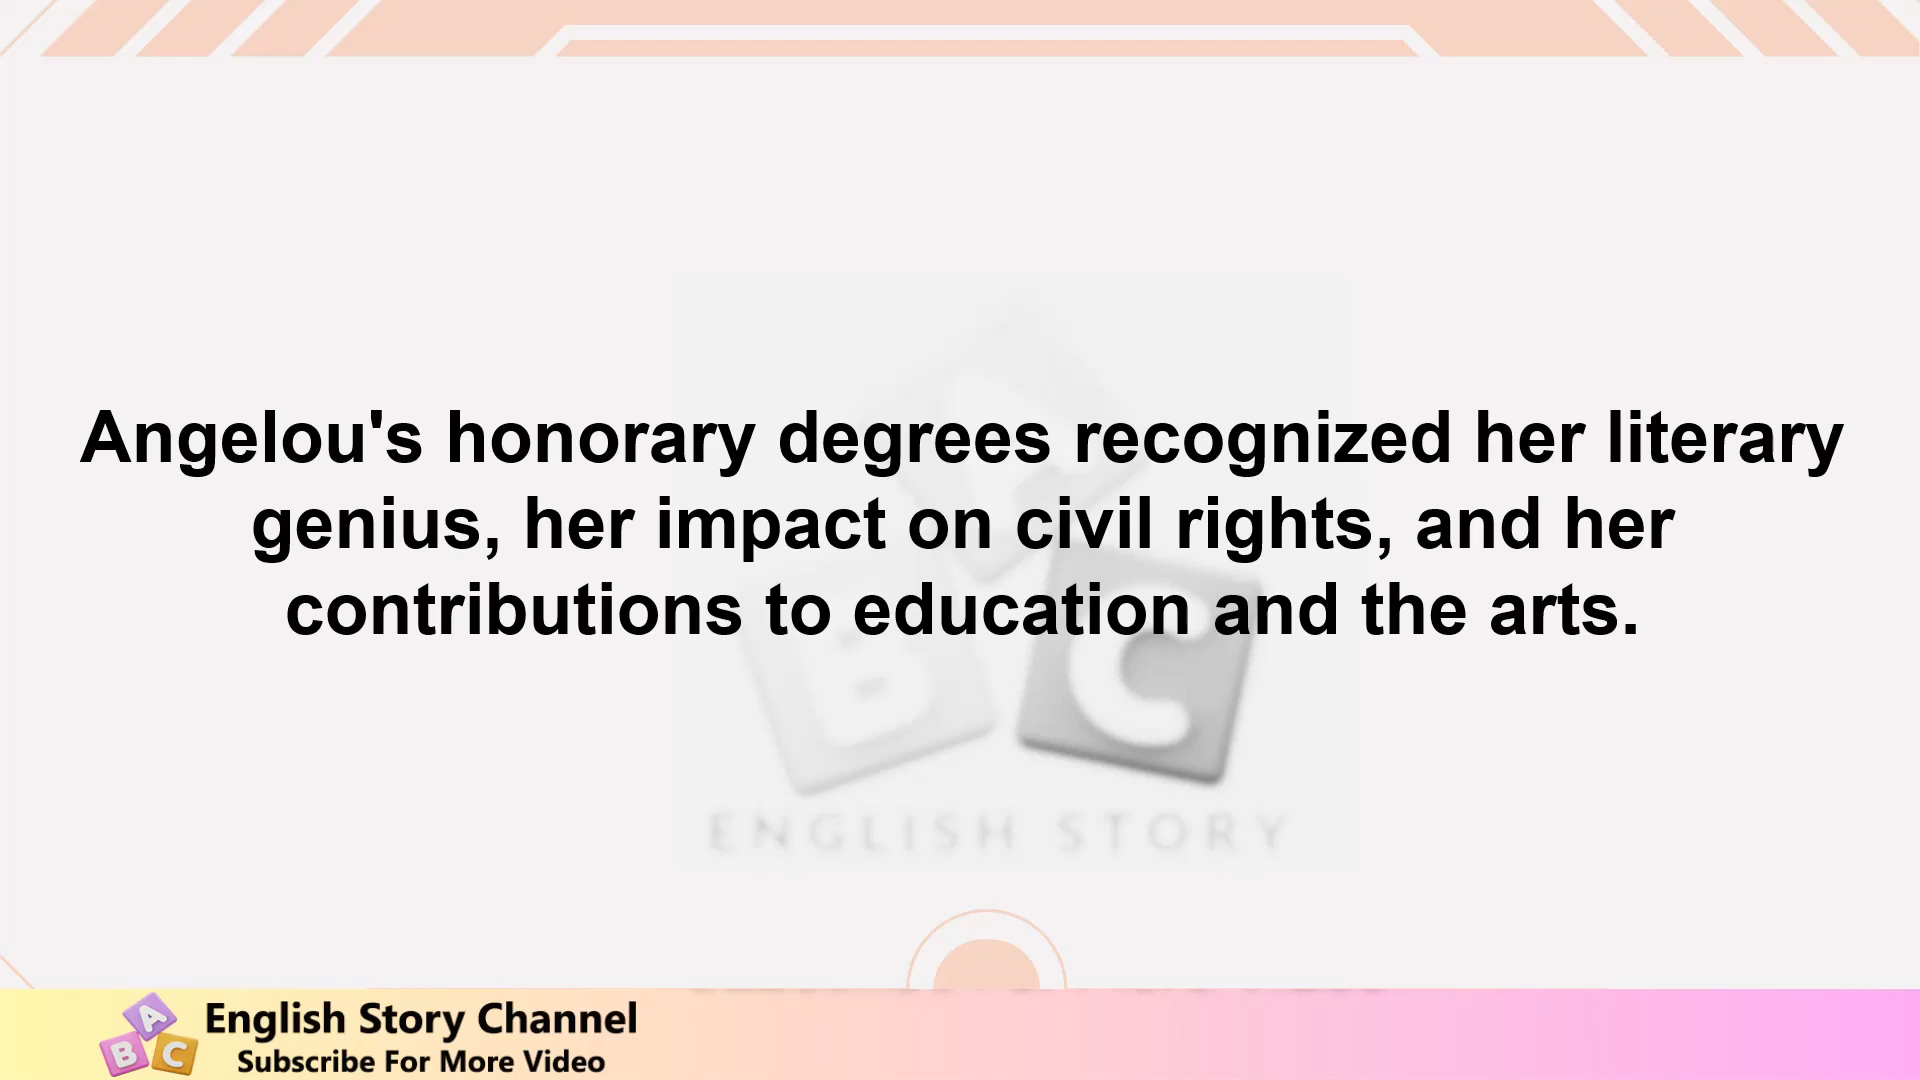 Angelou's honorary degrees recognized her literary
genius, her impact on civil rights, and her
contributions to education and the arts.
A
B
C
ENGLISH STORY
A
B
C
English Story Channel
Subscribe For More Video